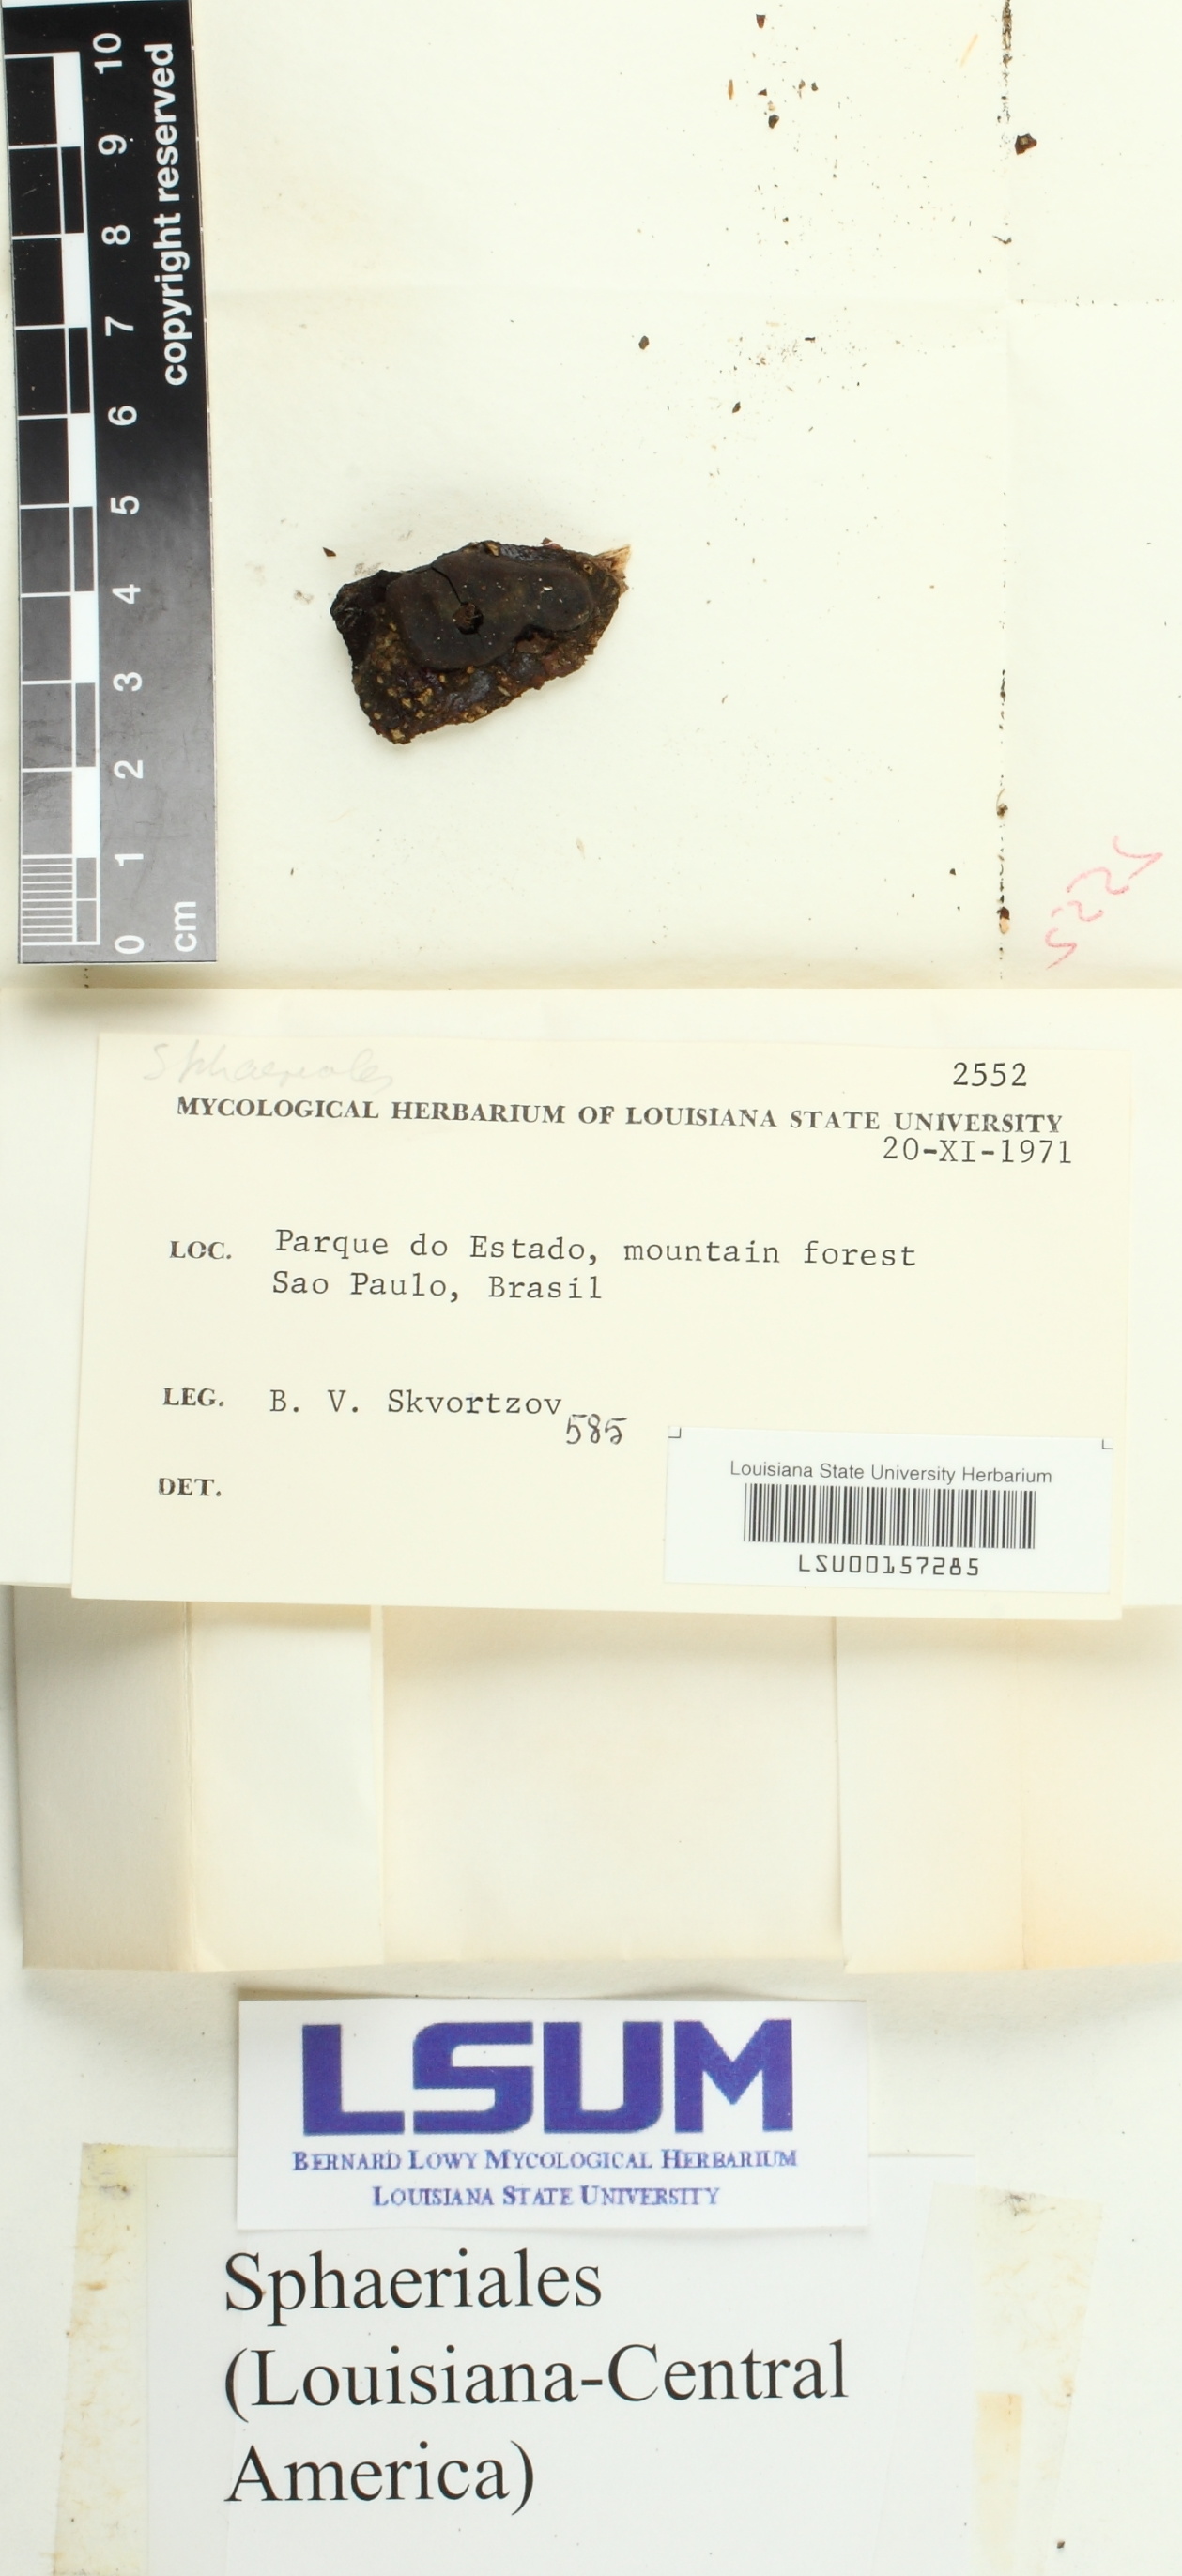 10
9
8
7
6
5
4
3
2
1
0
cm
copyright reserved
Sphaeriales
2552
MYCOLOGICAL HERBARIUM OF LOUISIANA STATE UNIVERSITY
20-XI-1971
LOC. Parque do Estado, mountain forest
Sao Paulo, Brasil
LEG. B. V. Skvortzov
585
DET.
Louisiana State University Herbarium
LSU00157285
LSUM
BERNARD LOWY MYCOLOGICAL HERBARIUM
LOUISIANA STATE UNIVERSITY
Sphaeriales
(Louisiana-Central
America)